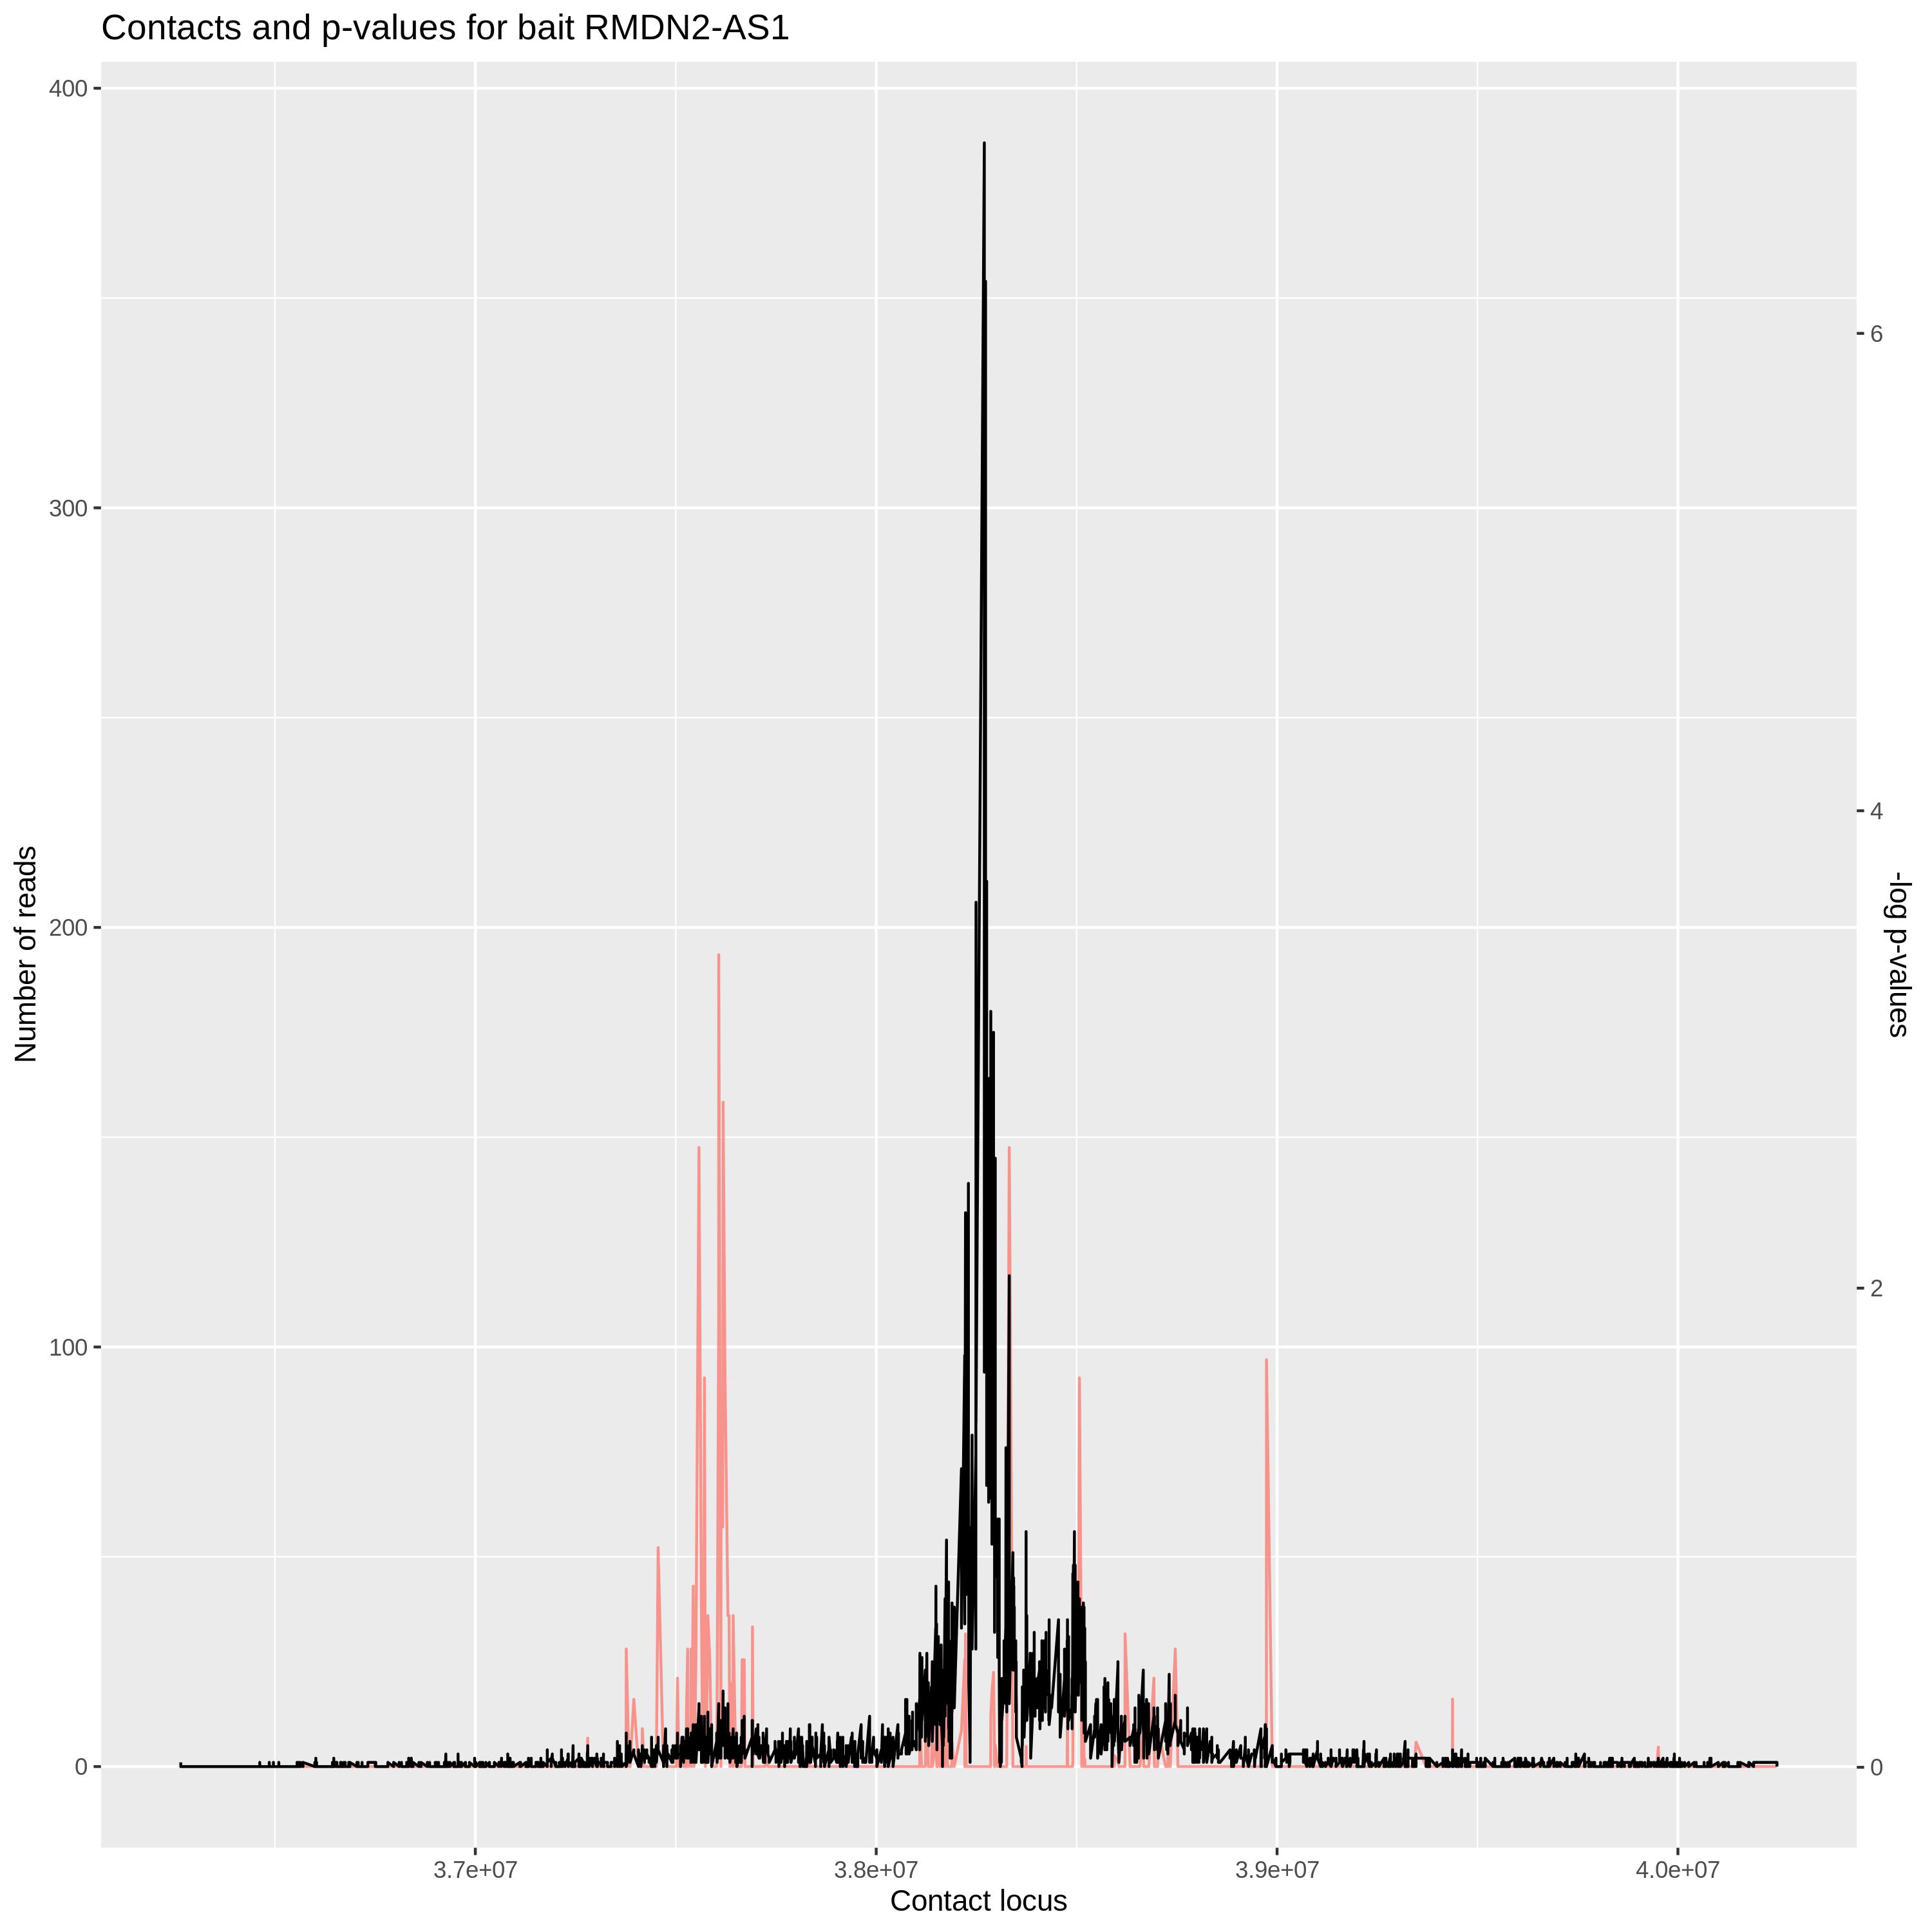 Contacts and p-values for bait RMDN2-AS1
400
300
200
100
0
Number of reads
6
4
2
0
-log p-values
3.7e+07
3.8e+07
3.9e+07
4.0e+07
Contact locus